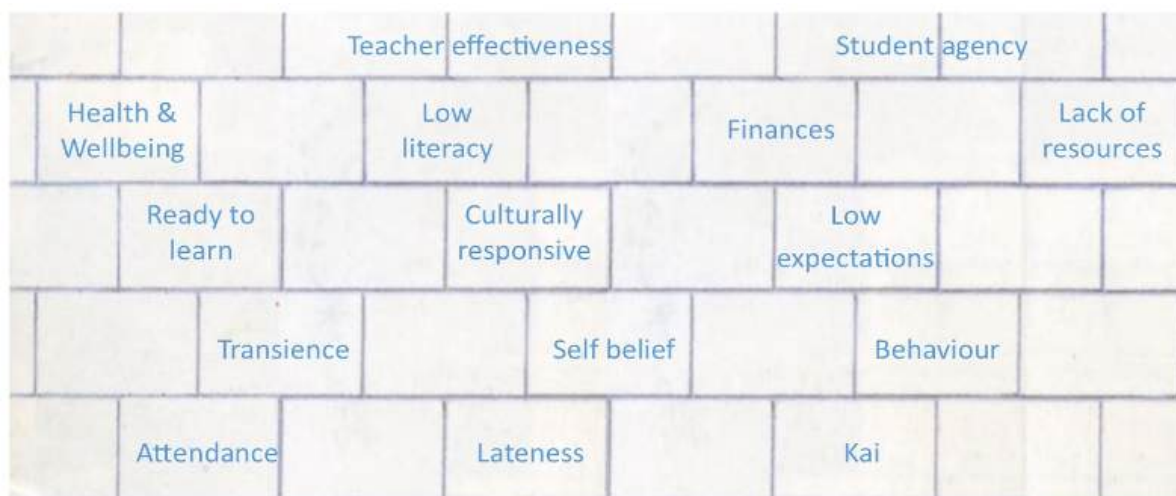 Teacher effectiveness
Student agency
Health &
Wellbeing
Low
literacy
Finances
Lack of
resources
Ready to
learn
Culturally
responsive
Low
expectations
Transience
Self belief
Behaviour
Attendance
Lateness
Kai